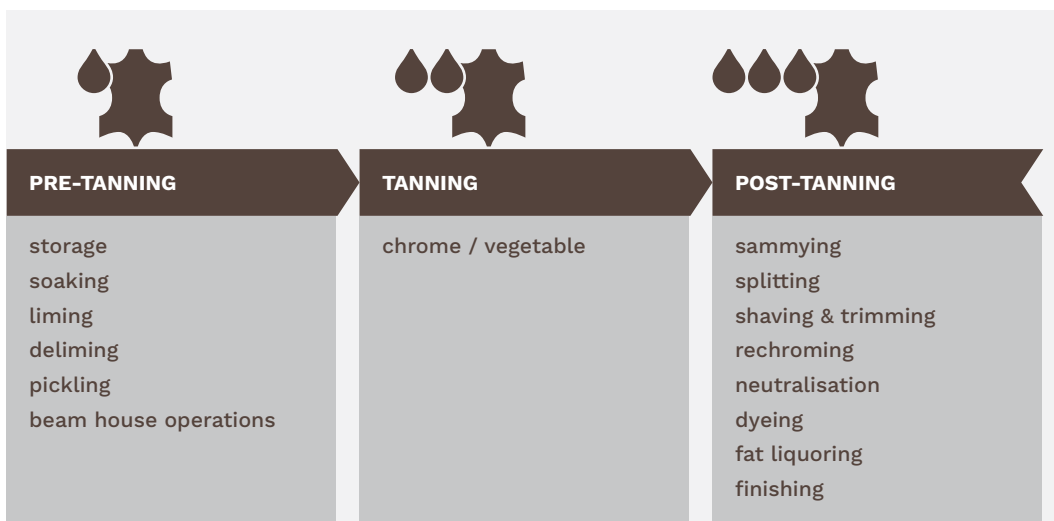 PRE-TANNING
storage
soaking
liming
deliming
pickling
beam house operations
TANNING
chrome / vegetable
POST-TANNING
sammying
splitting
shaving & trimming
rechroming
neutralisation
dyeing
fat liquoring
finishing